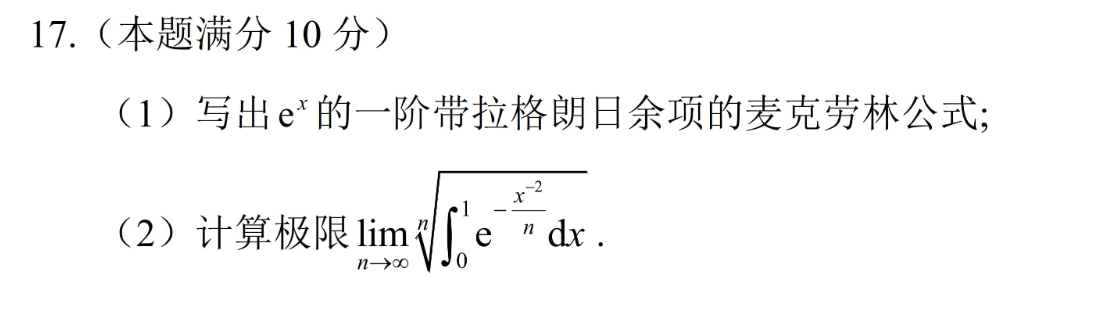 17.（本题满分 10 分）
（1）写出 e^x 的一阶带拉格朗日余项的麦克劳林公式;
（2）计算极限 \lim_{n→∞} \sqrt[n]{\int_0^1 e^{-\frac{x^{-2}}{n}} dx} .